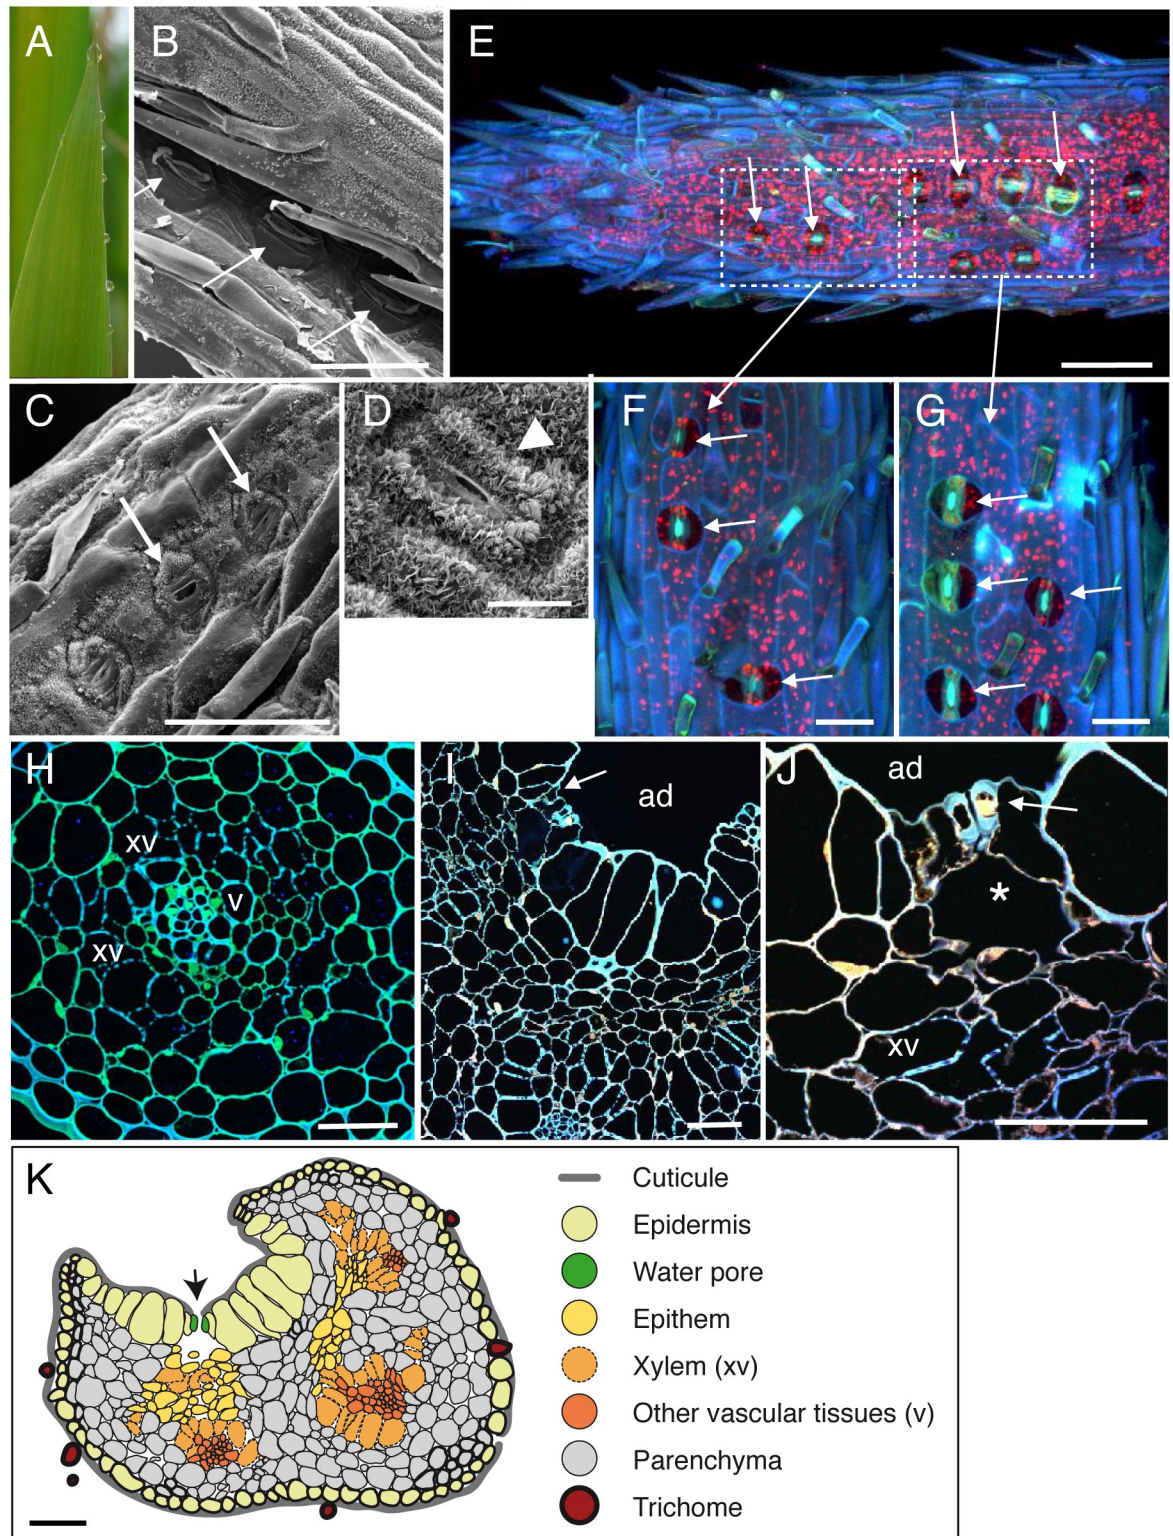 A
B
E
C
D
F
G
H
xv
v
xv
I
ad
J
ad
*
xv
K
Cuticule
Epidermis
Water pore
Epithem
Xylem (xv)
Other vascular tissues (v)
Parenchyma
Trichome